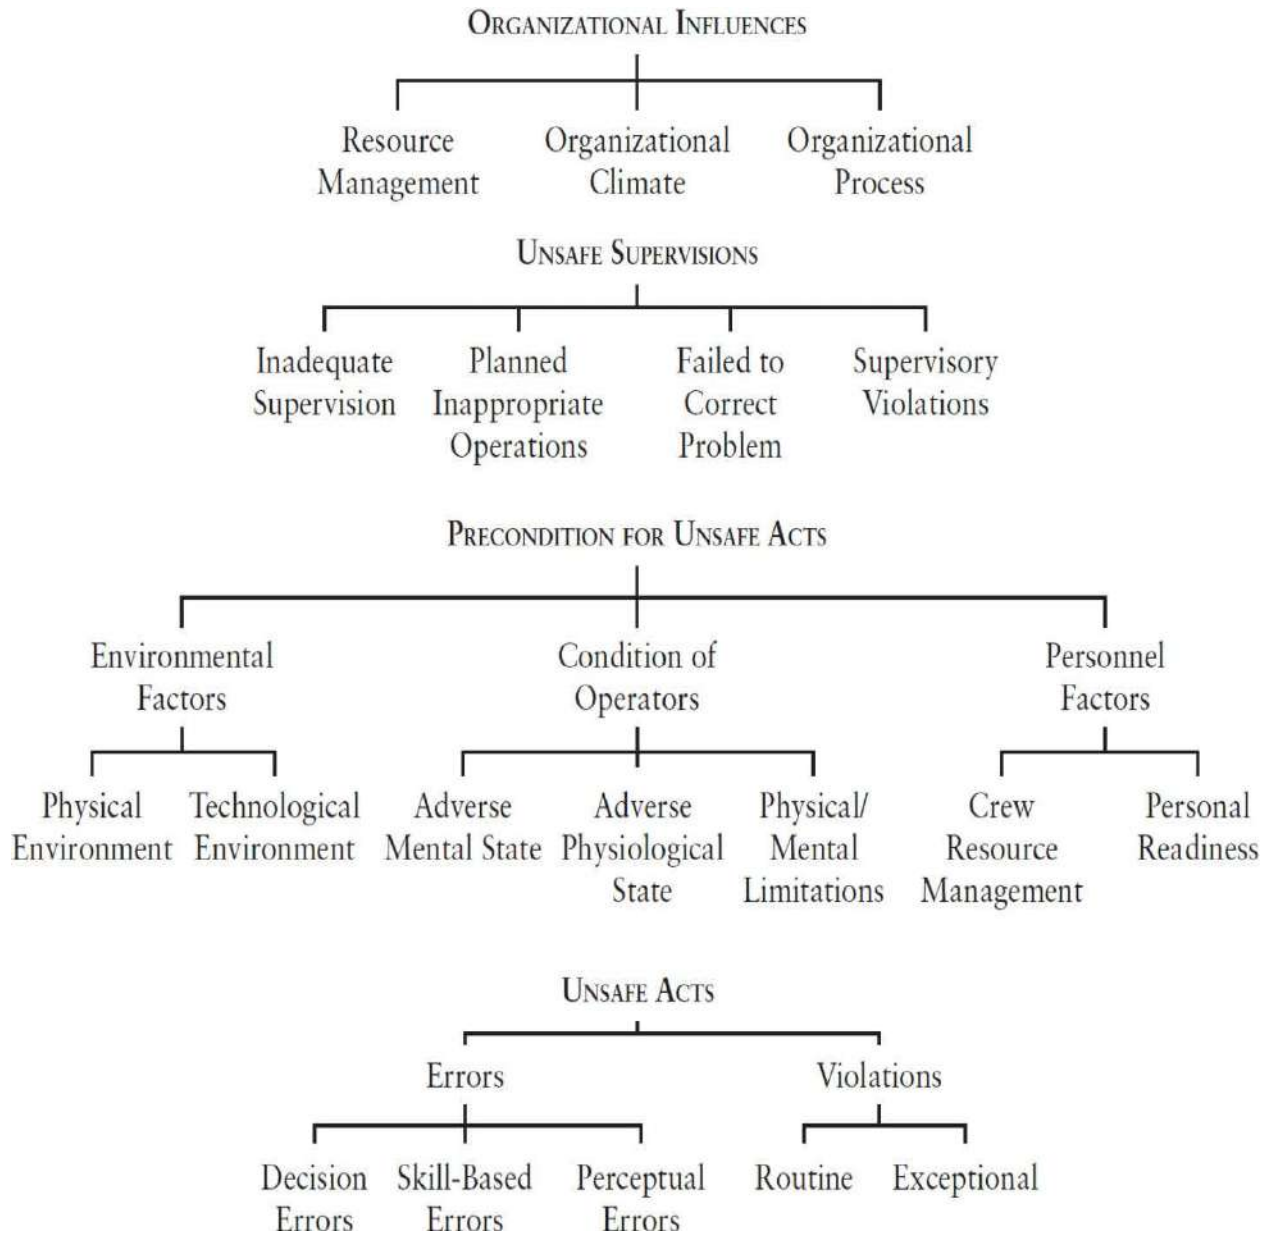 ORGANIZATIONAL INFLUENCES
Resource Management
Organizational Climate
Organizational Process
UNSAFE SUPERVISIONS
Inadequate Supervision
Planned Inappropriate Operations
Failed to Correct Problem
Supervisory Violations
PRECONDITION FOR UNSAFE ACTS
Environmental Factors
Condition of Operators
Personnel Factors
Physical Environment
Technological Environment
Adverse Mental State
Adverse Physiological State
Physical/ Mental Limitations
Crew Resource Management
Personal Readiness
UNSAFE ACTS
Errors
Violations
Decision Errors
Skill-Based Errors
Perceptual Errors
Routine
Exceptional